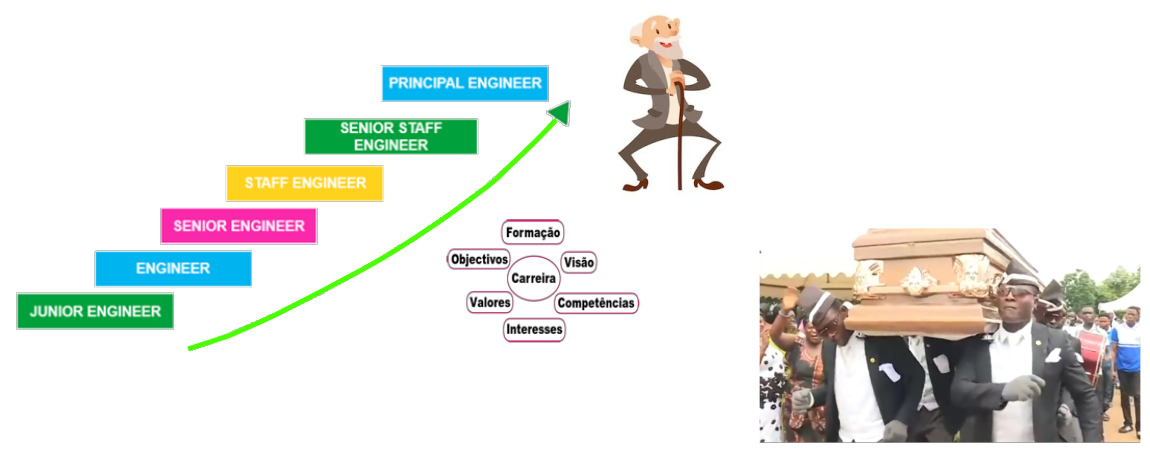 PRINCIPAL ENGINEER
SENIOR STAFF
ENGINEER
STAFF ENGINEER
SENIOR ENGINEER
ENGINEER
JUNIOR ENGINEER
Formação
Objectivos
Visão
Carreira
Valores
Competências
Interesses